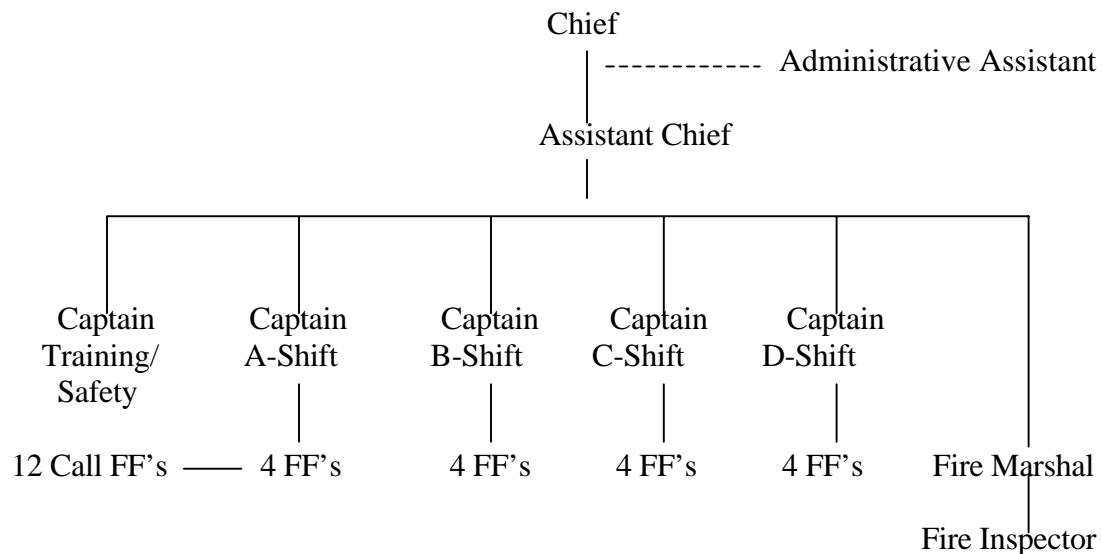 Chief
Administrative Assistant
Assistant Chief
Captain Training/ Safety
Captain A-Shift
Captain B-Shift
Captain C-Shift
Captain D-Shift
12 Call FF’s
4 FF’s
4 FF’s
4 FF’s
4 FF’s
Fire Marshal
Fire Inspector